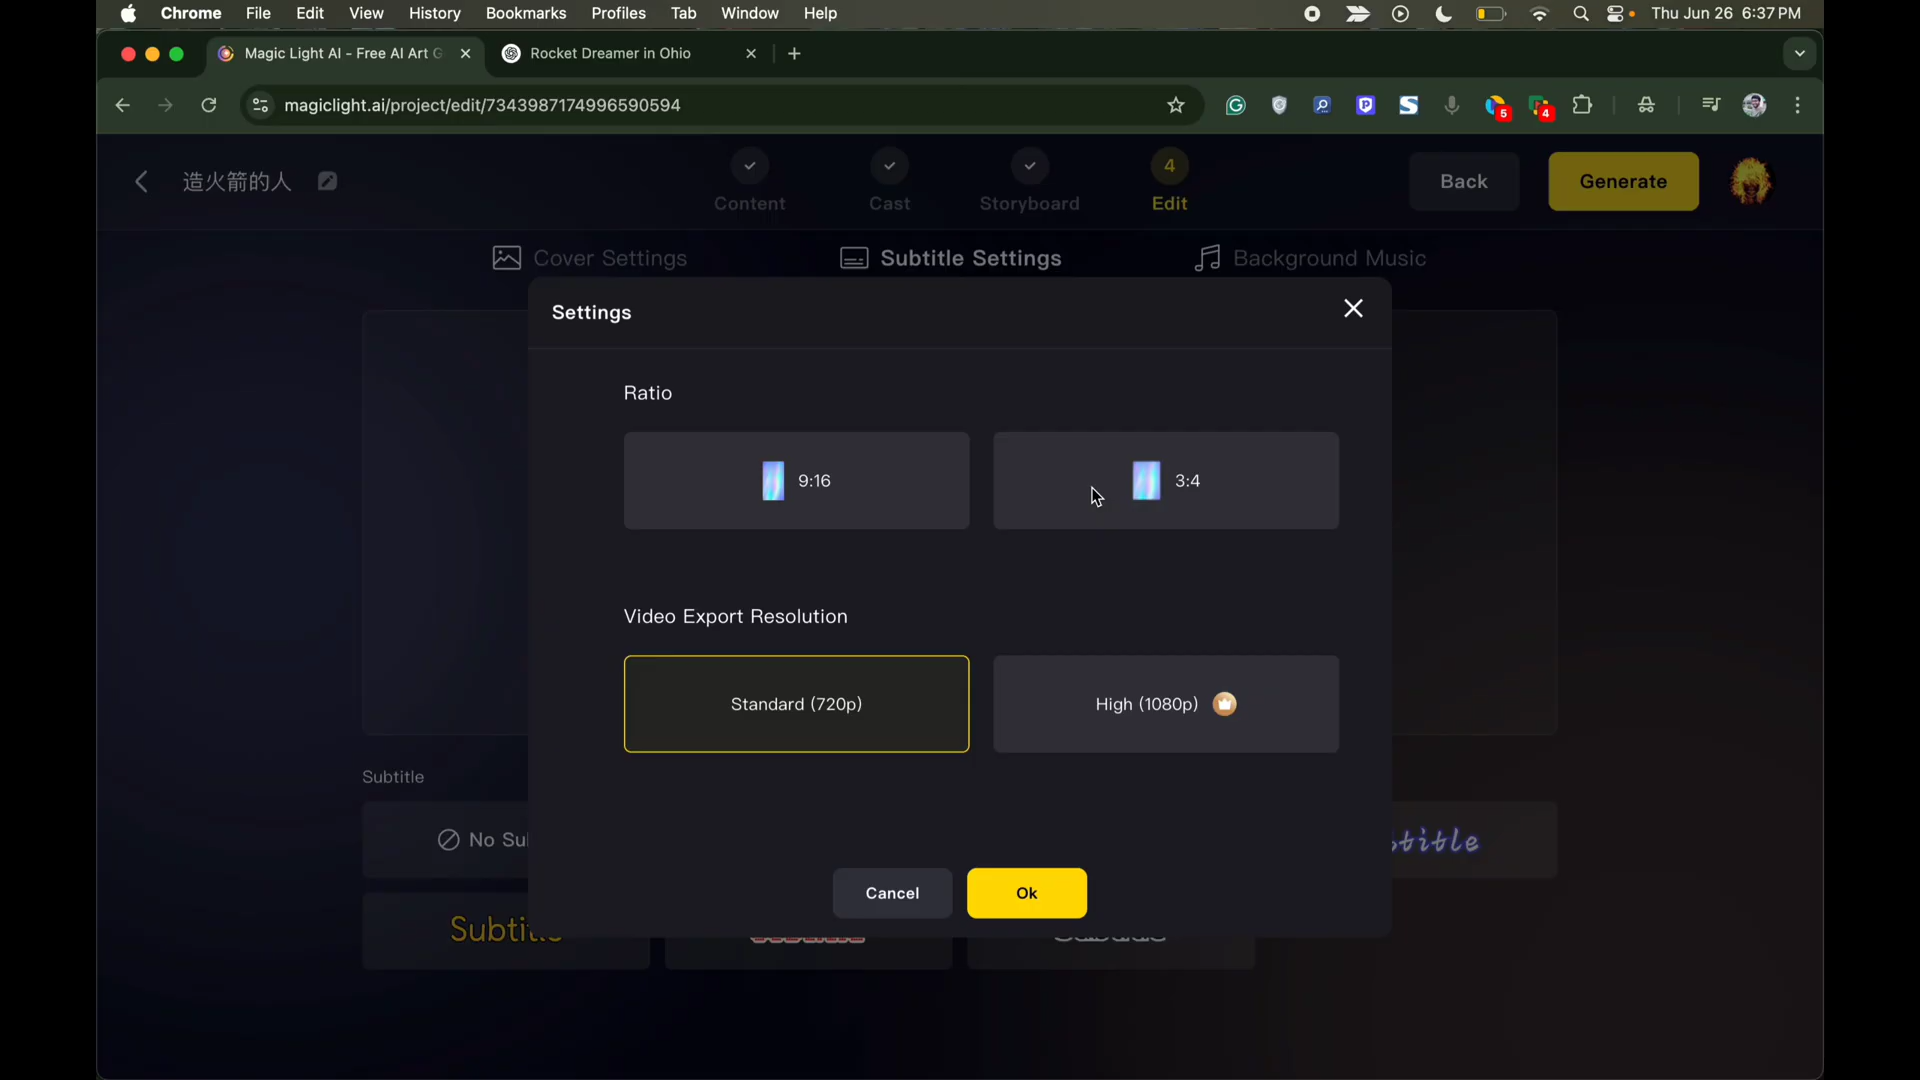 Chrome File Edit View History Bookmarks Profiles Tab Window Help Thu Jun 26 6:37 PM
Magic Light AI - Free AI Art G Rocket Dreamer in Ohio
magiclight.ai/project/edit/7343987174996590594 5 4
造火箭的人 Content Cast Storyboard 4 Edit Back Generate
Cover Settings Subtitle Settings Background Music
Settings
Ratio
9:16 3:4
Video Export Resolution
Standard (720p) High (1080p)
Subtitle
No Su
Cancel Ok
Subtitle